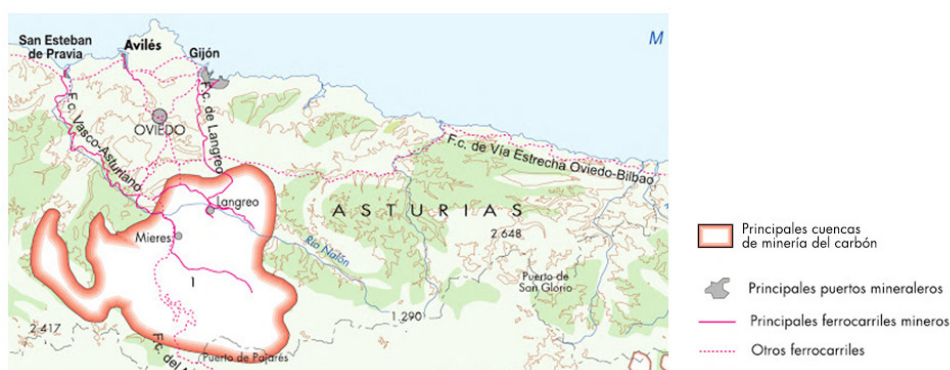 M
San Esteban
de Pravia
Avilés
Gijón
F.c. Vasco-Asturiano
F.c. de Langreo
OVIEDO
F.c. de Vía Estrecha Oviedo-Bilbao
Langreo
ASTURIAS
Mieres
Río Nalón
2.648
1
Puerto de
San Glorio
2.417
1.290
F.c. del
Puerto de Pajares
Principales cuencas
de minería del carbón
Principales puertos mineraleros
Principales ferrocarriles mineros
Otros ferrocarriles